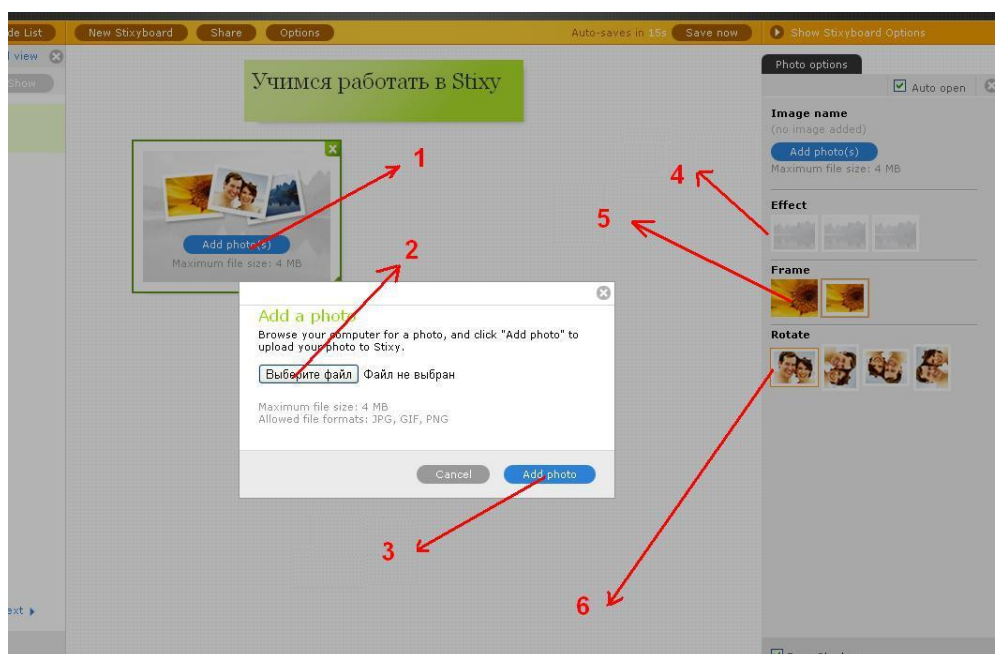 de List
New Stixyboard
Share
Options
Auto-saves in 15s
Save now
Show Stixyboard Options
l view
Show
Учимся работать в Stixy
Photo options
Auto open
Image name
(no image added)
Add photo(s)
Maximum file size: 4 MB
1
4
Effect
5
Add photo(s)
Maximum file size: 4 MB
2
Frame
Add a photo
Browse your computer for a photo, and click "Add photo" to
upload your photo to Stixy.
Rotate
Выберите файл Файл не выбран
Maximum file size: 4 MB
Allowed file formats: JPG, GIF, PNG
Cancel
Add photo
3
6
ext